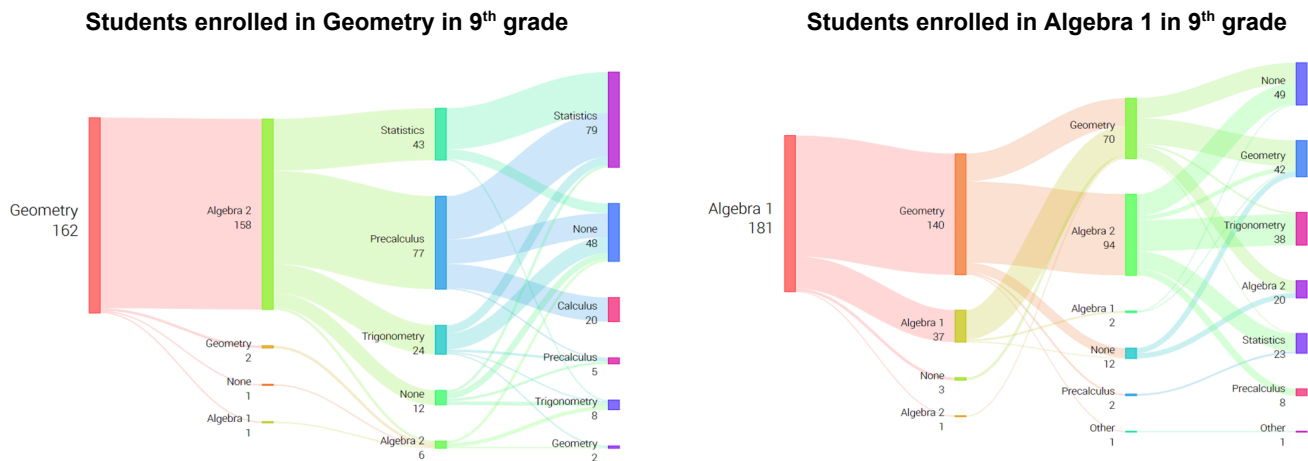 Students enrolled in Geometry in 9th grade
Geometry
162
Algebra 2
158
Geometry
2
None
1
Algebra 1
1
Statistics
43
Precalculus
77
Trigonometry
24
None
12
Algebra 2
6
Statistics
79
None
48
Calculus
20
Precalculus
5
Trigonometry
8
Geometry
2
Students enrolled in Algebra 1 in 9th grade
Algebra 1
181
Geometry
140
Algebra 1
37
None
3
Algebra 2
1
Geometry
70
Algebra 2
94
Algebra 1
2
None
12
Precalculus
2
Other
1
None
49
Geometry
42
Trigonometry
38
Algebra 2
20
Statistics
23
Precalculus
8
Other
1